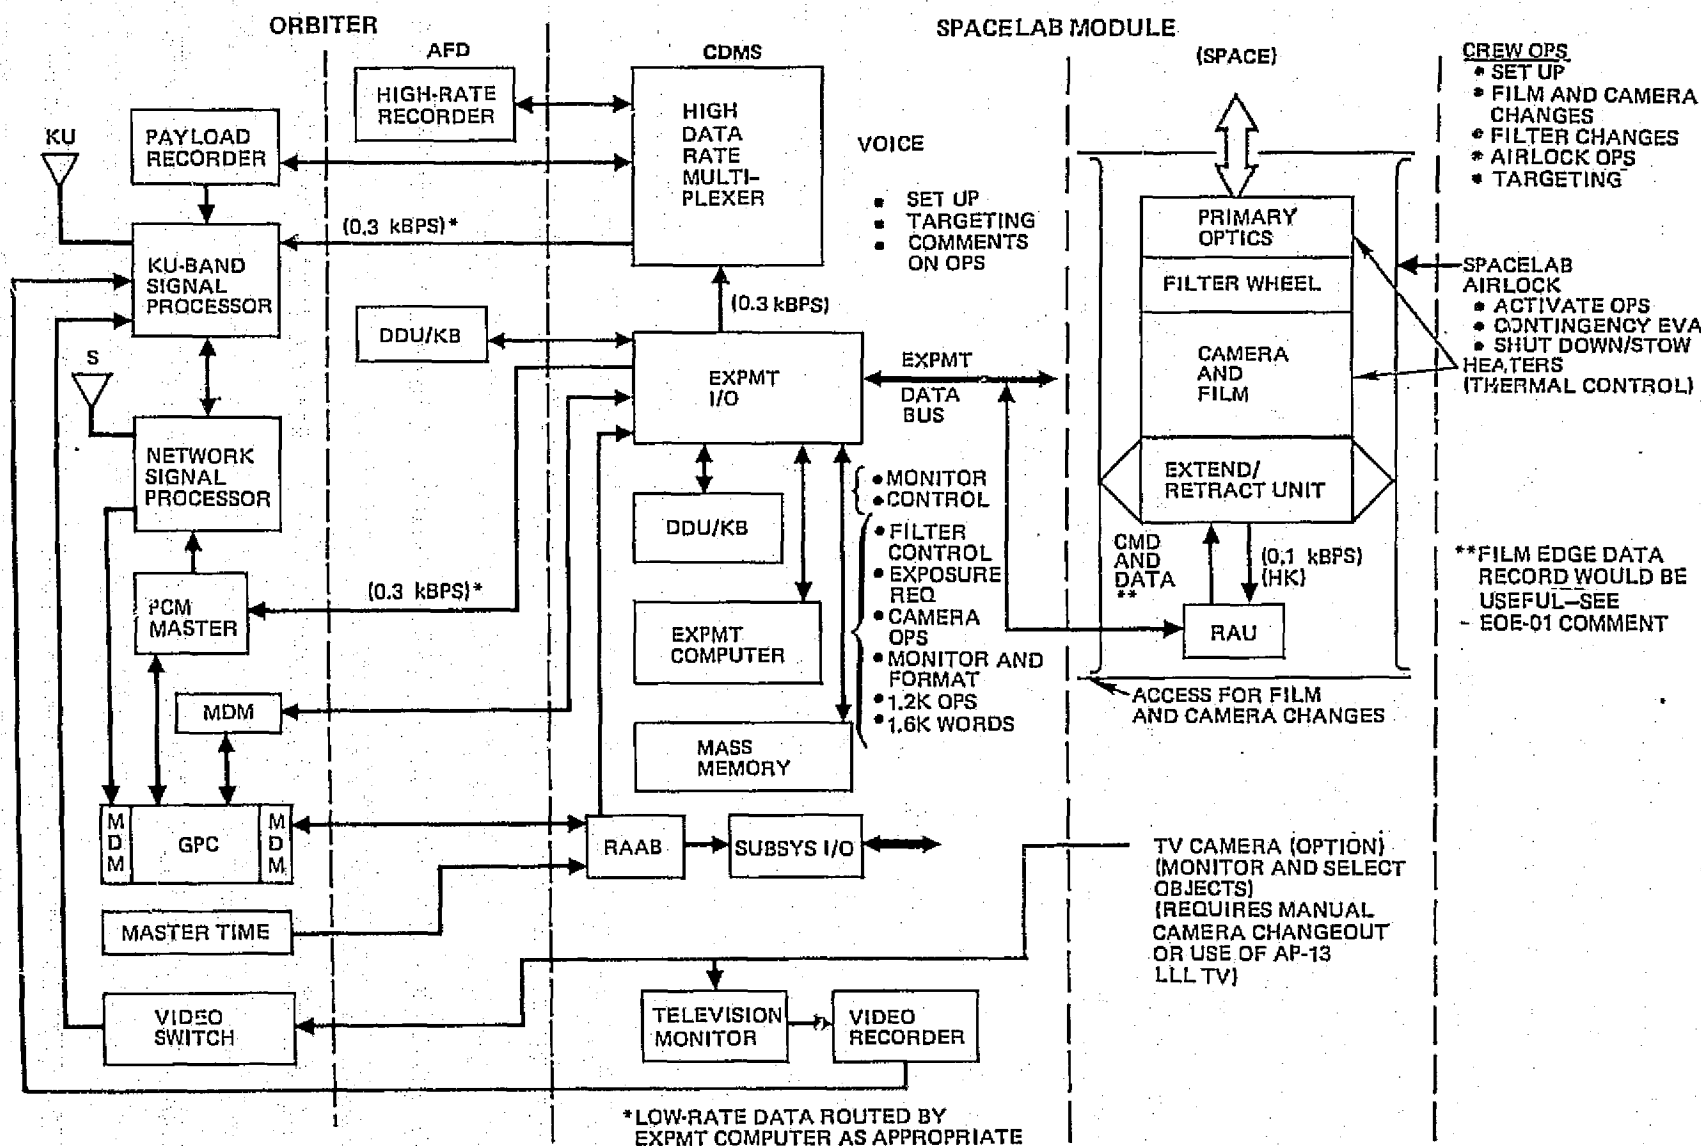 ORBITER
SPACELAB MODULE
AFD
CDMS
(SPACE)
KU
PAYLOAD
RECORDER
HIGH-RATE
RECORDER
HIGH
DATA
RATE
MULTI-
PLEXER
(0.3 kBPS)*
KU-BAND
SIGNAL
PROCESSOR
S
NETWORK
SIGNAL
PROCESSOR
PCM
MASTER
MDM
MDM
GPC
MDM
MASTER TIME
VIDEO
SWITCH
DDU/KB
(0.3 kBPS)
EXPMT
I/O
(0.3 kBPS)*
DDU/KB
EXPMT
COMPUTER
MASS
MEMORY
RAAB
SUBSYS I/O
TELEVISION
MONITOR
VIDEO
RECORDER
*LOW-RATE DATA ROUTED BY
EXPMT COMPUTER AS APPROPRIATE
VOICE
• SET UP
• TARGETING
• COMMENTS
ON OPS
EXPMT
DATA
BUS
• MONITOR
• CONTROL
• FILTER
CONTROL
• EXPOSURE
REQ
• CAMERA
OPS
• MONITOR AND
FORMAT
• 1.2K OPS
• 1.6K WORDS
PRIMARY
OPTICS
FILTER WHEEL
CAMERA
AND
FILM
EXTEND/
RETRACT UNIT
CMD
AND
DATA
**
(0.1 kBPS)
(HK)
RAU
ACCESS FOR FILM
AND CAMERA CHANGES
TV CAMERA (OPTION)
(MONITOR AND SELECT
OBJECTS)
(REQUIRES MANUAL
CAMERA CHANGEOUT
OR USE OF AP-13
LLL TV)
CREW OPS
• SET UP
• FILM AND CAMERA
CHANGES
• FILTER CHANGES
• AIRLOCK OPS
• TARGETING
SPACELAB
AIRLOCK
• ACTIVATE OPS
• CONTINGENCY EVA
• SHUT DOWN/STOW
HEATERS
(THERMAL CONTROL)
**FILM EDGE DATA
RECORD WOULD BE
USEFUL—SEE
EOE-01 COMMENT